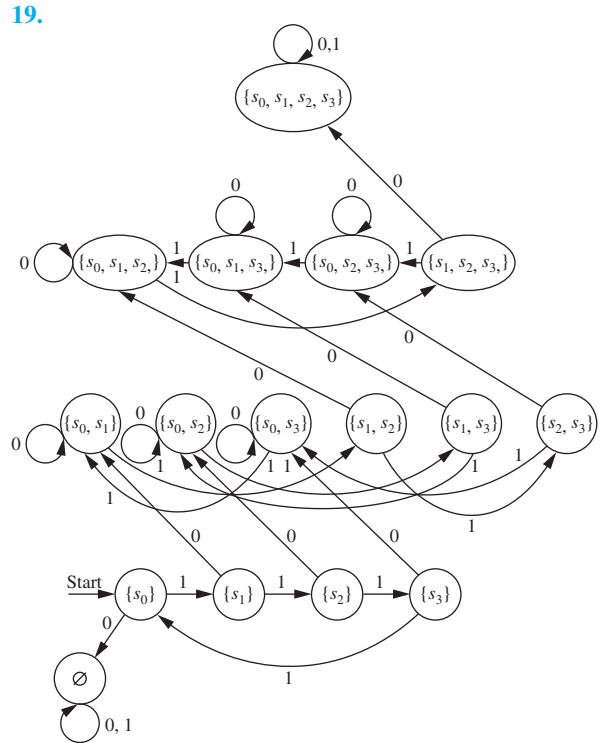 19.
0,1
{s₀, s₁, s₂, s₃}
0
0 0
0 {s₀, s₁, s₂,} 1 1 {s₀, s₁, s₃,} 1 {s₀, s₂, s₃,} 1 {s₁, s₂, s₃,}
0 0 0
{s₀, s₁} {s₀, s₂} {s₀, s₃} {s₁, s₂} {s₁, s₃} {s₂, s₃}
0 0 0
1 1 1 1 1
1 1
0 0 0
Start {s₀} 1 {s₁} 1 {s₂} 1 {s₃}
0
1
∅
0, 1